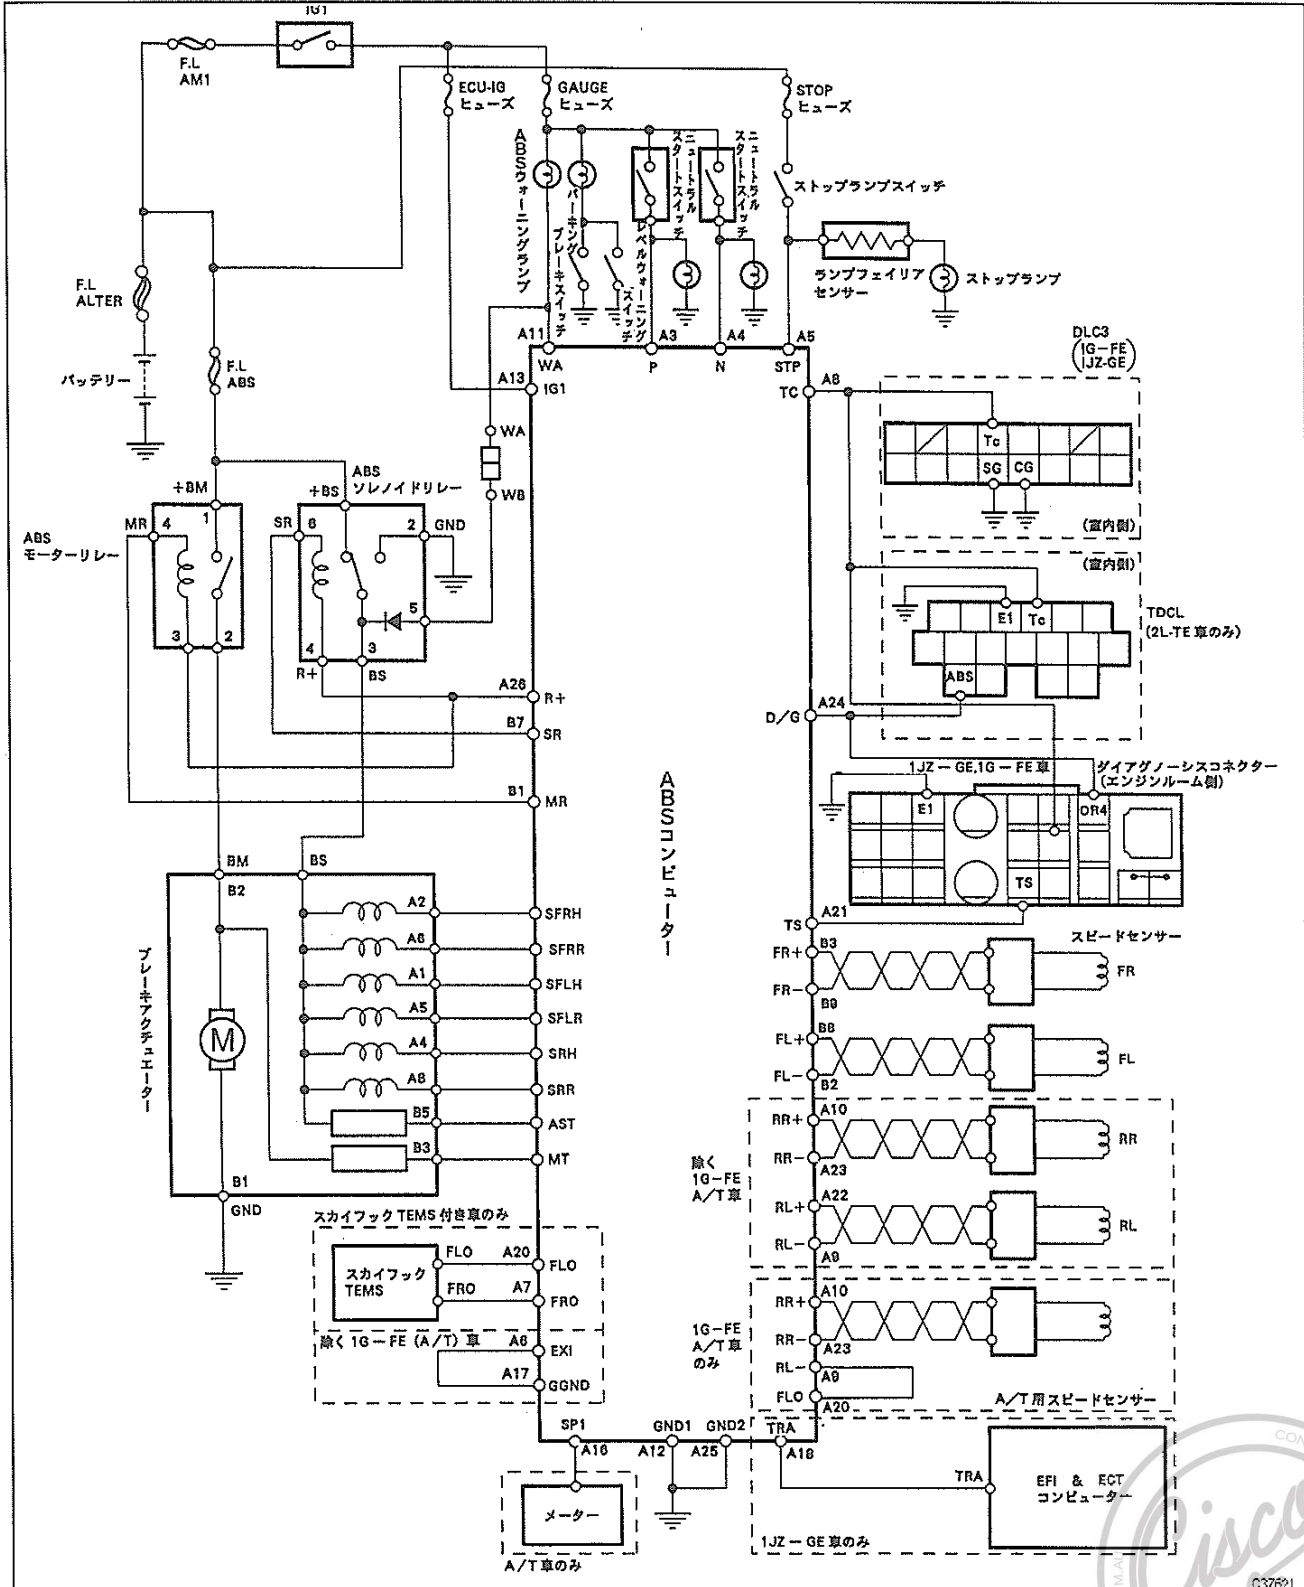 IG1
F.L
AM1
ECU-IG
ヒューズ
GAUGE
ヒューズ
STOP
ヒューズ
ABSウォーニングランプ
パーキング
ブレーキスイッチ
レベルウォーニング
スイッチ
ニュートラル
スタートスイッチ
ニュートラル
スタートスイッチ
ストップランプスイッチ
ランプフェイリア
センサー
ストップランプ
F.L
ALTER
バッテリー
F.L
ABS
A11
WA
A3
P
A4
N
A5
STP
A13
IG1
A8
TC
DLC3
(1G-FE)
(1JZ-GE)
Tc
SG
CG
(室内側)
(室内側)
E1
Tc
ABS
TDCL
(2L-TE車のみ)
WA
WB
ABS
ソレノイドリレー
+BM
+BS
MR
4
1
SR
6
2
GND
ABS
モーターリレー
5
3
2
4
3
R+
BS
A26
R+
B7
SR
B1
MR
A24
D/G
1JZ-GE,1G-FE車
ダイアグノーシスコネクター
(エンジンルーム側)
E1
OR4
TS
ABSコンピューター
A21
TS
スピードセンサー
BM
B2
BS
ブレーキアクチュエーター
M
A2
SFRH
A6
SFRR
A1
SFLH
A5
SFLR
A4
SRH
A8
SRR
B5
AST
B3
MT
B1
GND
FR+
B3
FR-
B9
FR
FL+
B8
FL-
B2
FL
除く
1G-FE
A/T車
RR+
A10
RR-
A23
RR
RL+
A22
RL-
A9
RL
1G-FE
A/T車
のみ
RR+
A10
RR-
A23
RL-
A9
FLO
A20
A/T用スピードセンサー
スカイフックTEMS付き車のみ
スカイフック
TEMS
FLO
A20
FLO
FRO
A7
FRO
除く1G-FE(A/T)車
A6
EXI
A17
GGND
SP1
A16
GND1
A12
GND2
A25
TRA
A18
メーター
A/T車のみ
TRA
EFI & ECT
コンピューター
1JZ-GE車のみ
Cisco
C37621